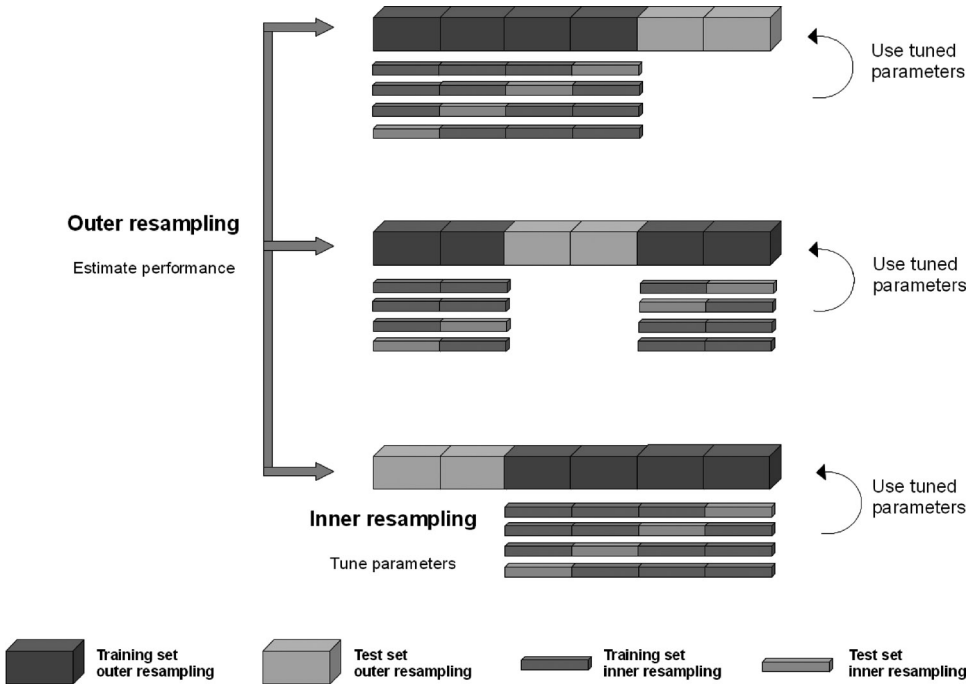 Use tuned
parameters
Outer resampling
Estimate performance
Use tuned
parameters
Use tuned
parameters
Inner resampling
Tune parameters
Training set
outer resampling
Test set
outer resampling
Training set
inner resampling
Test set
inner resampling